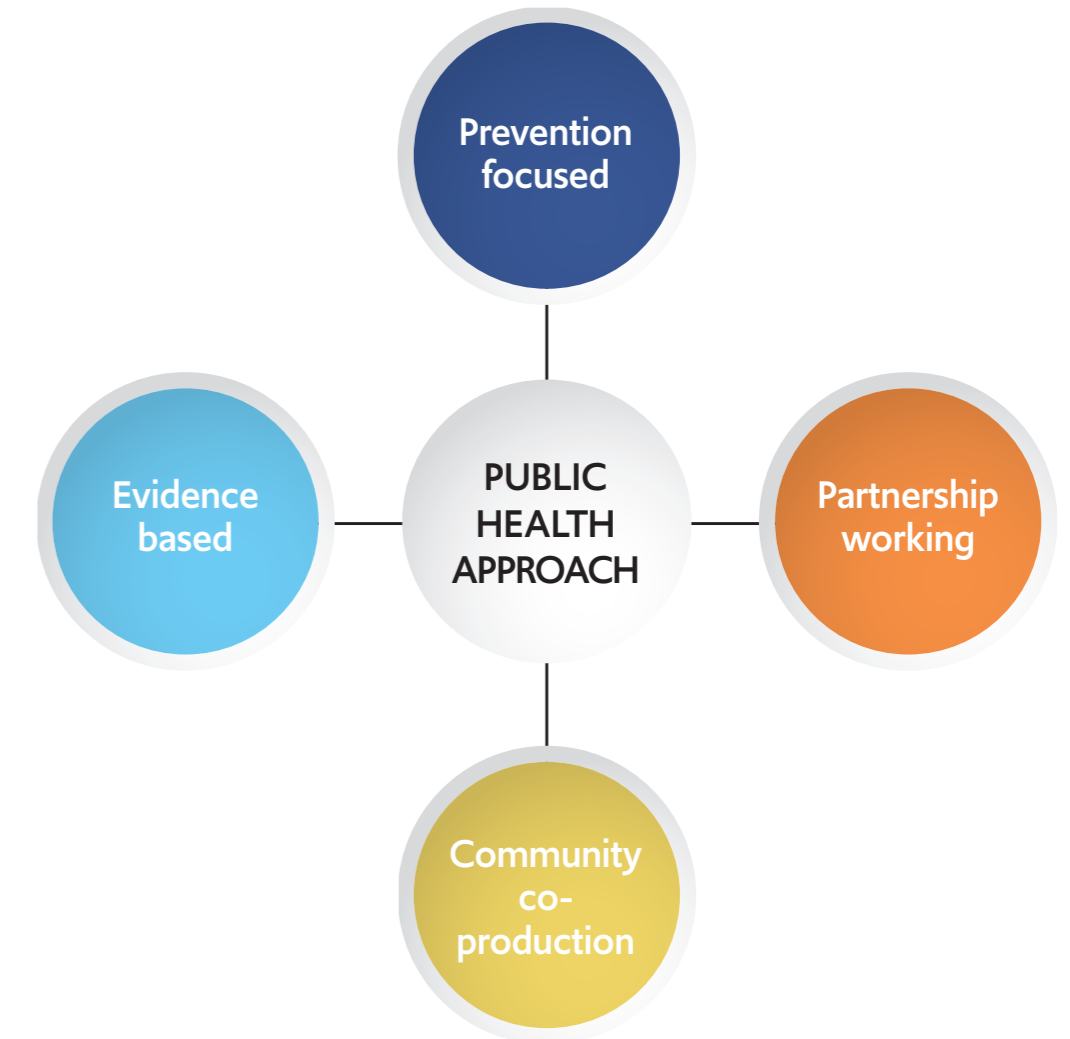 Prevention
focused
Evidence
based
PUBLIC
HEALTH
APPROACH
Partnership
working
Community
co-
production